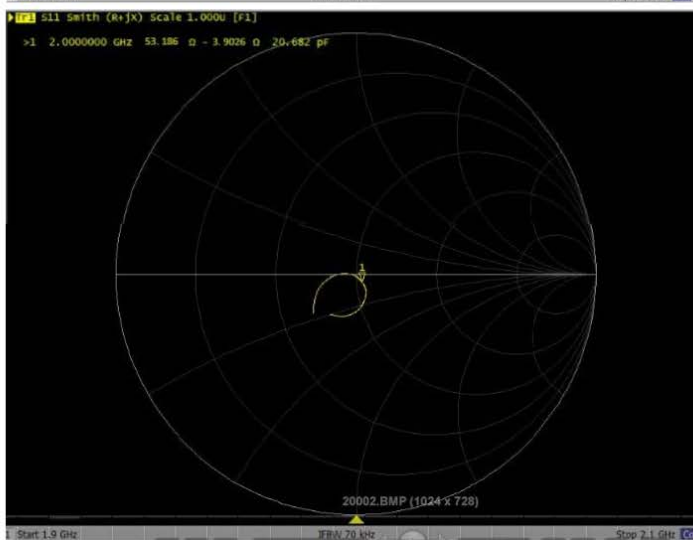 Tr1 S11 Smith (R+jX) Scale 1.000U [F1]
>1 2.0000000 GHz 53.186 Ω -3.9026 Ω 20.682 pF
1
20002.BMP (1024 x 728)
1 Start 1.9 GHz IFBW 70 kHz Stop 2.1 GHz